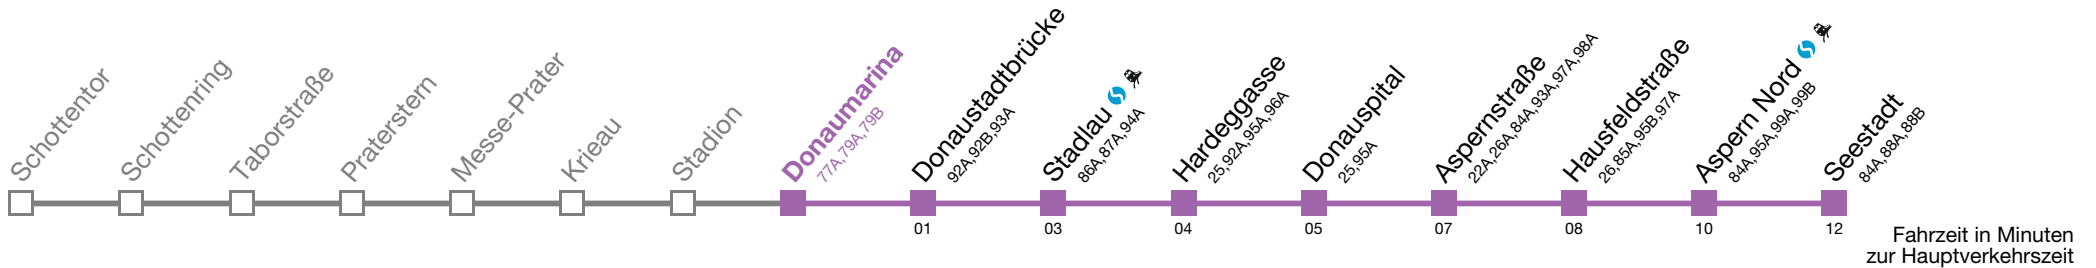 Schottentor
Schottenring
Taborstraße
Praterstern
Messe-Prater
Krieau
Stadion
Donaumarina
77A,79A,79B
Donaustadtbrücke
92A,92B,93A
Stadlau
86A,87A,94A
Hardeggasse
25,92A,95A,96A
Donauspital
25,95A
Aspernstraße
22A,26A,84A,93A,97A,98A
Hausfeldstraße
26,85A,95B,97A
Aspern Nord
84A,95A,99A,99B
Seestadt
84A,88A,88B
01
03
04
05
07
08
10
12
Fahrzeit in Minuten
zur Hauptverkehrszeit